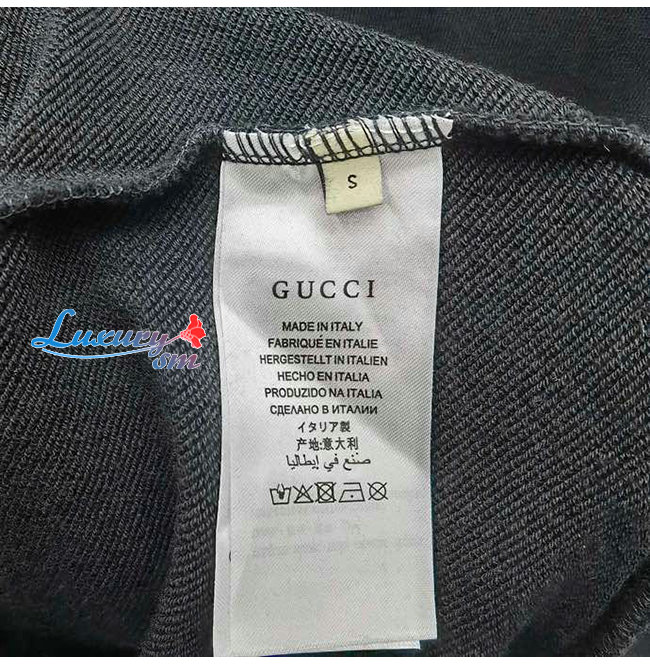 S
GUCCI
MADE IN ITALY
FABRIQUÉ EN ITALIE
HERGESTELLT IN ITALIEN
HECHO EN ITALIA
PRODUZIDO NA ITALIA
СДЕЛАНО В ИТАЛИИ
イタリア製
产地:意大利
صنع في إيطاليا
Luxury
sm